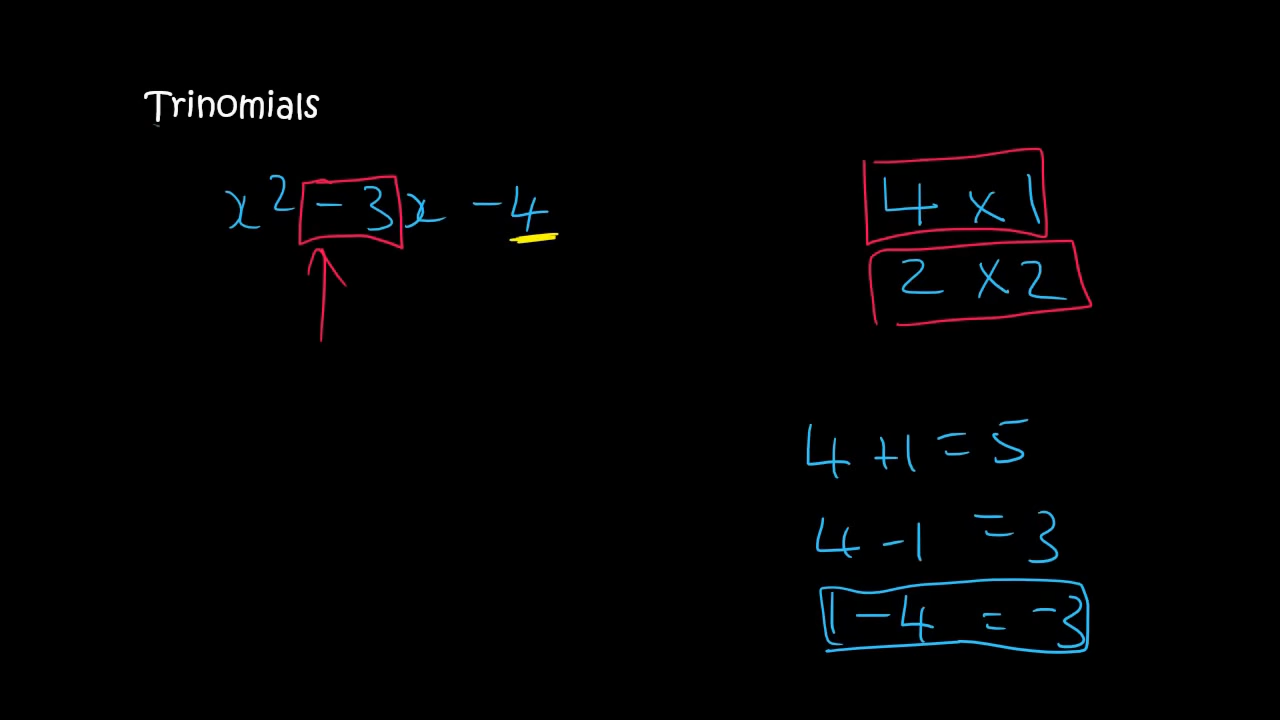 Trinomials
x² - 3x - 4
4 x 1
2 x 2
4 + 1 = 5
4 - 1 = 3
1 - 4 = -3